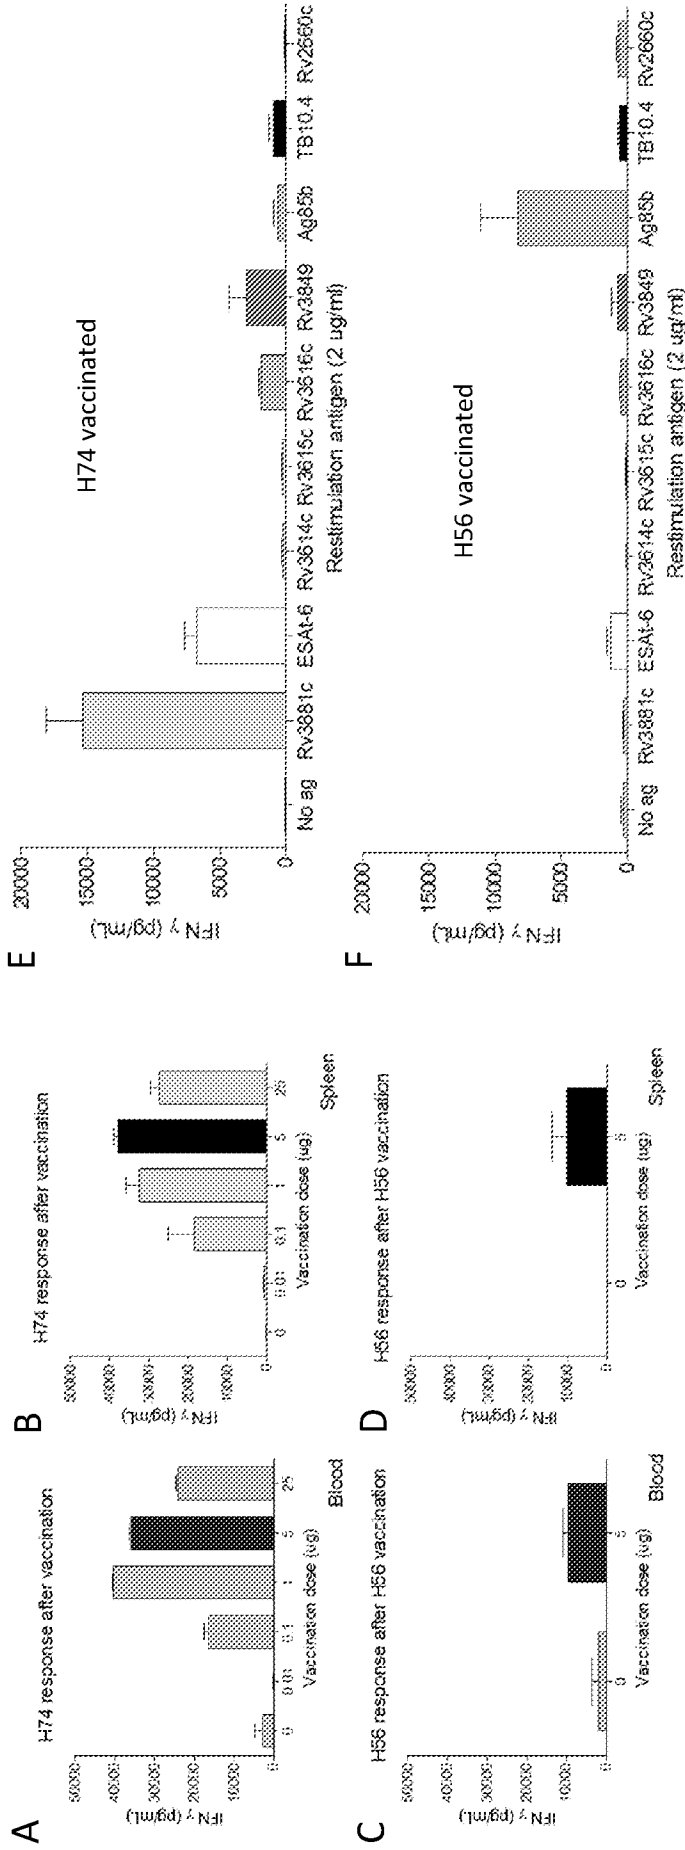 A
H74 response after vaccination
IFN γ (pg/mL)
50000
40000
30000
20000
10000
0
0
0.01
0.1
1
5
25
Vaccination dose (ug)
Blood
B
H74 response after vaccination
IFN γ (pg/mL)
50000
40000
30000
20000
10000
0
0
0.01
0.1
1
5
25
Vaccination dose (ug)
Spleen
C
H56 response after H56 vaccination
IFN γ (pg/mL)
50000
40000
30000
20000
10000
0
0
5
Vaccination dose (ug)
Blood
D
H56 response after H56 vaccination
IFN γ (pg/mL)
50000
40000
30000
20000
10000
0
0
5
Vaccination dose (ug)
Spleen
E
H74 vaccinated
IFN γ (pg/mL)
20000
15000
10000
5000
0
No ag Rv3881c ESAt-6 Rv3614c Rv3615c Rv3616c Rv3849 Ag85b TB10.4 Rv2660c
Restimulation antigen (2 ug/ml)
F
H56 vaccinated
IFN γ (pg/mL)
20000
15000
10000
5000
0
No ag Rv3881c ESAt-6 Rv3614c Rv3615c Rv3616c Rv3849 Ag85b TB10.4 Rv2660c
Restimulation antigen (2 ug/ml)